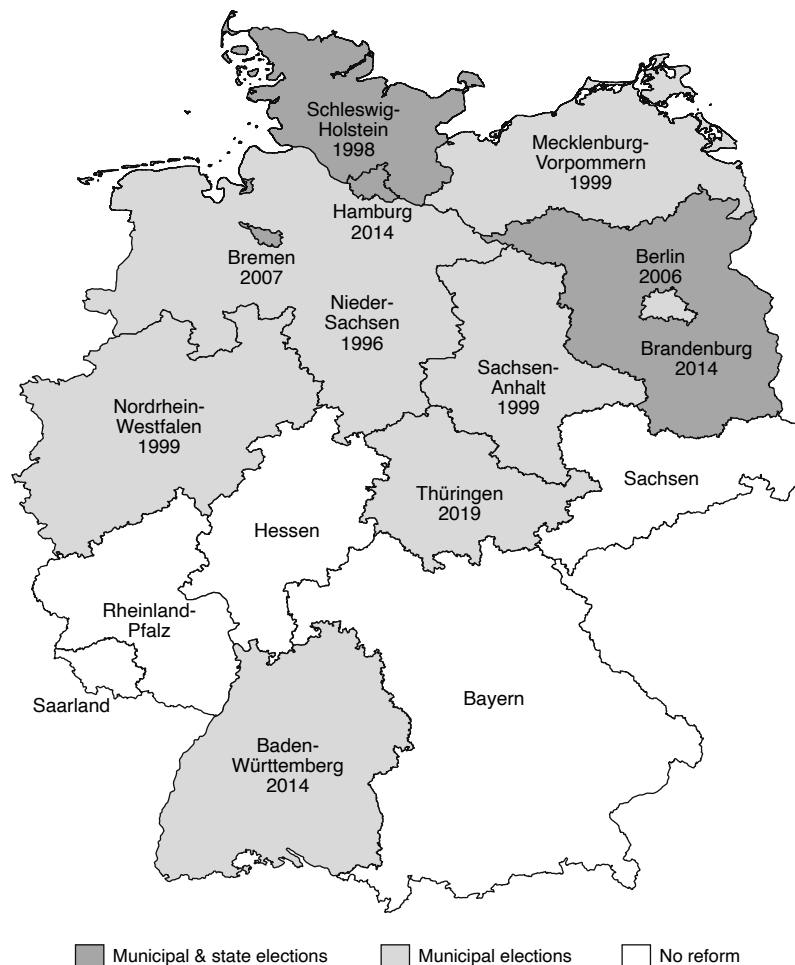 Schleswig-
Holstein
1998
Mecklenburg-
Vorpommern
1999
Hamburg
2014
Bremen
2007
Berlin
2006
Nieder-
Sachsen
1996
Brandenburg
2014
Sachsen-
Anhalt
1999
Nordrhein-
Westfalen
1999
Sachsen
Thüringen
2019
Hessen
Rheinland-
Pfalz
Saarland
Bayern
Baden-
Württemberg
2014
Municipal & state elections
Municipal elections
No reform